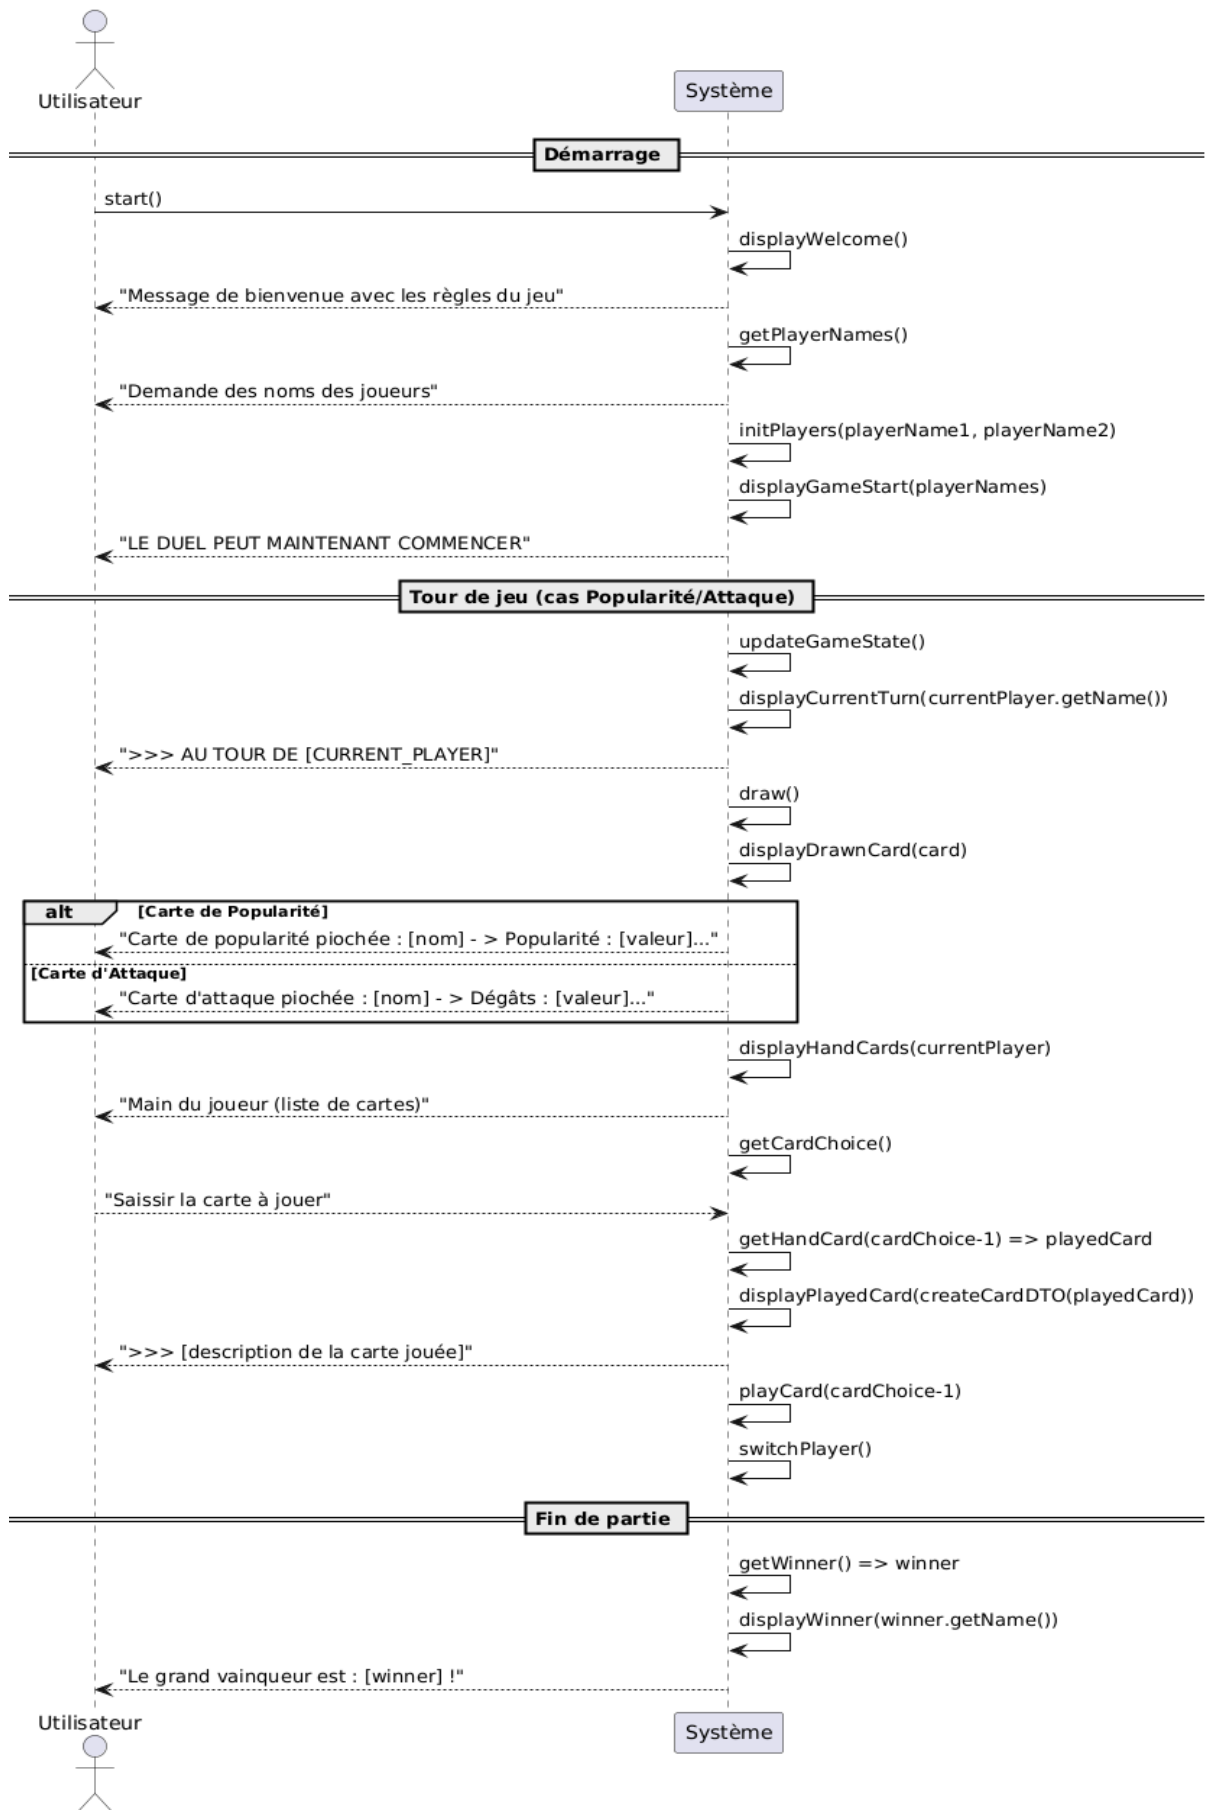 Utilisateur
Système
Démarrage
start()
displayWelcome()
"Message de bienvenue avec les règles du jeu"
getPlayerNames()
"Demande des noms des joueurs"
initPlayers(playerName1, playerName2)
displayGameStart(playerNames)
"LE DUEL PEUT MAINTENANT COMMENCER"
Tour de jeu (cas Popularité/Attaque)
updateGameState()
displayCurrentTurn(currentPlayer.getName())
">>> AU TOUR DE [CURRENT_PLAYER]"
draw()
displayDrawnCard(card)
alt [Carte de Popularité]
"Carte de popularité piochée : [nom] - > Popularité : [valeur]..."
[Carte d'Attaque]
"Carte d'attaque piochée : [nom] - > Dégâts : [valeur]..."
displayHandCards(currentPlayer)
"Main du joueur (liste de cartes)"
getCardChoice()
"Saissir la carte à jouer"
getHandCard(cardChoice-1) => playedCard
displayPlayedCard(createCardDTO(playedCard))
">>> [description de la carte jouée]"
playCard(cardChoice-1)
switchPlayer()
Fin de partie
getWinner() => winner
displayWinner(winner.getName())
"Le grand vainqueur est : [winner] !"
Utilisateur
Système